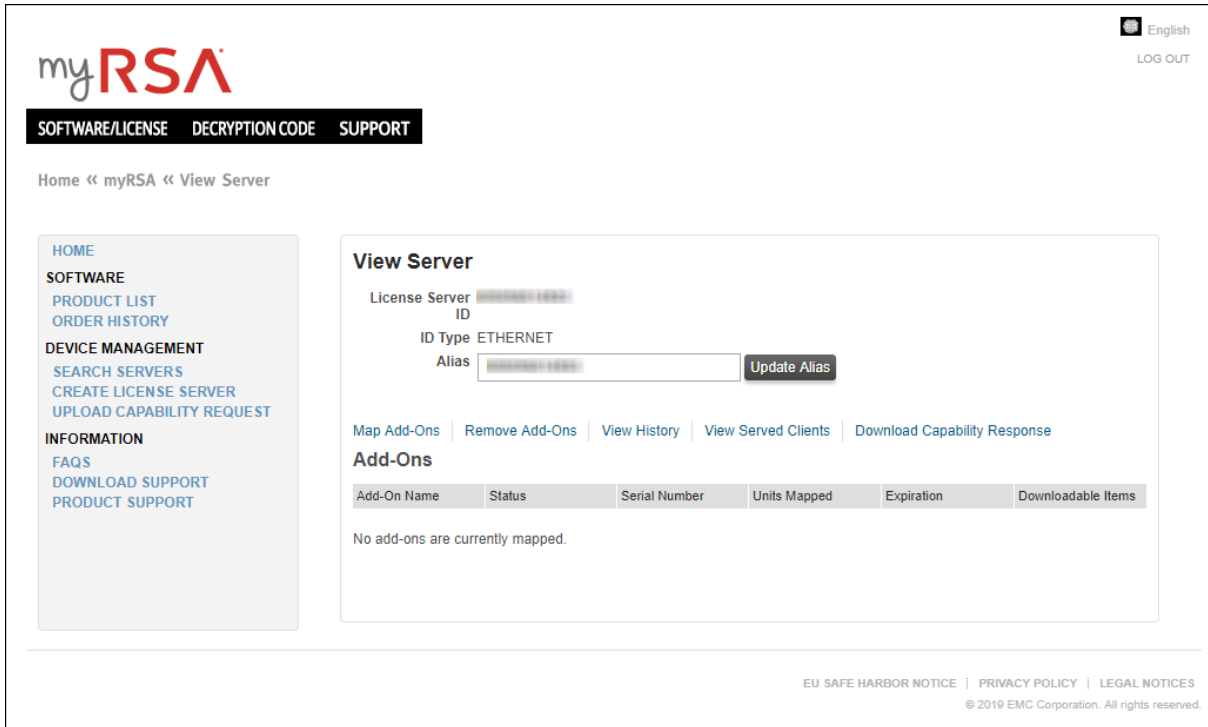 English
LOG OUT
myRSA
SOFTWARE/LICENSE DECRYPTION CODE SUPPORT
Home « myRSA « View Server
HOME
SOFTWARE
PRODUCT LIST
ORDER HISTORY
DEVICE MANAGEMENT
SEARCH SERVERS
CREATE LICENSE SERVER
UPLOAD CAPABILITY REQUEST
INFORMATION
FAQS
DOWNLOAD SUPPORT
PRODUCT SUPPORT
View Server
License Server
ID
ID Type ETHERNET
Alias Update Alias
Map Add-Ons Remove Add-Ons View History View Served Clients Download Capability Response
Add-Ons
Add-On Name Status Serial Number Units Mapped Expiration Downloadable Items
No add-ons are currently mapped.
EU SAFE HARBOR NOTICE PRIVACY POLICY LEGAL NOTICES
© 2019 EMC Corporation. All rights reserved.